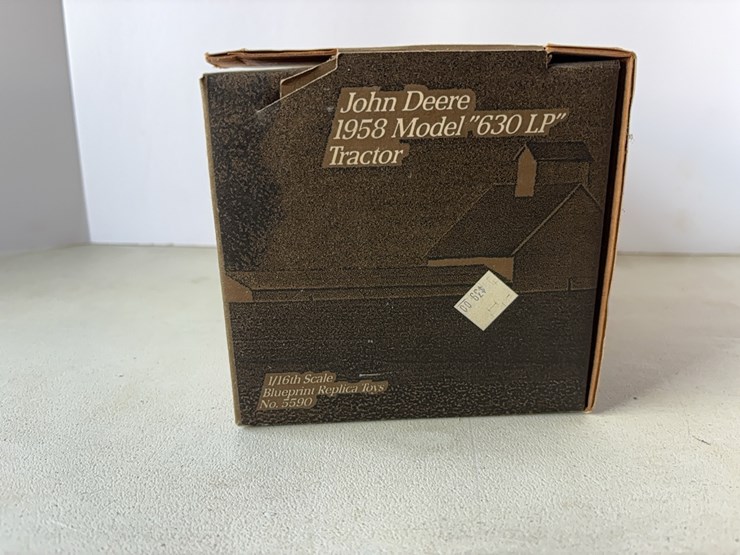 John Deere
1958 Model "630 LP"
Tractor
1/16th Scale
Blueprint Replica Toys
No. 5590